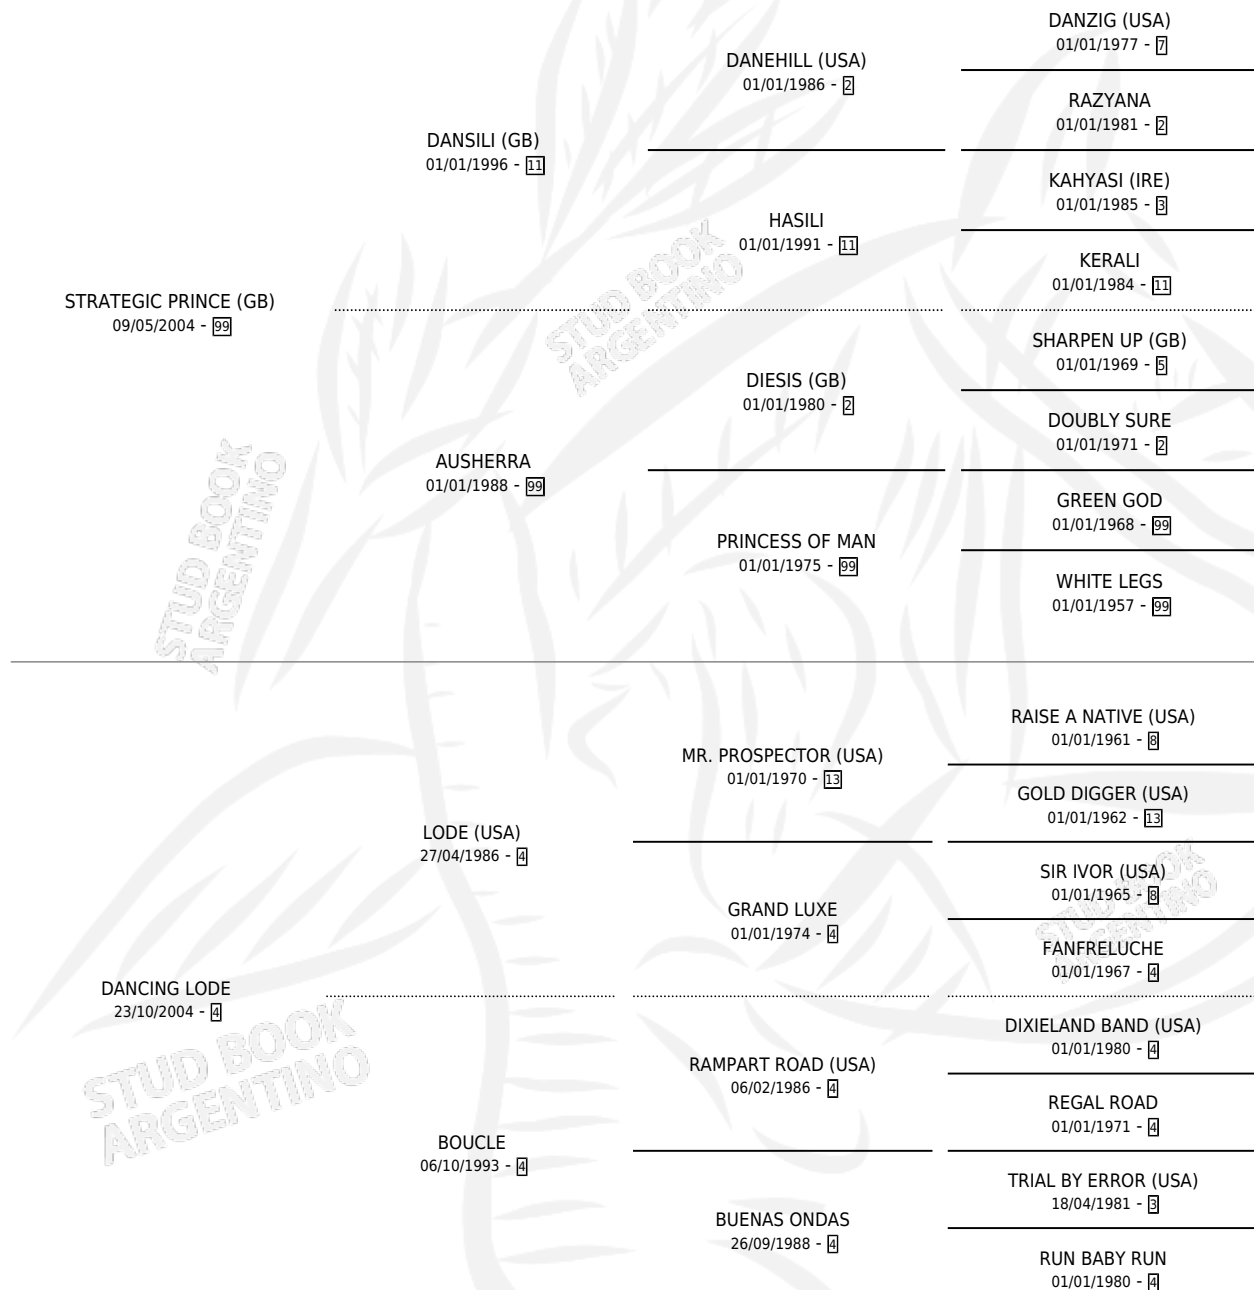 STRATEGIC PRINCE (GB)
09/05/2004 - 99
DANSILI (GB)
01/01/1996 - 11
AUSHERRA
01/01/1988 - 99
DANEHILL (USA)
01/01/1986 - 2
HASILI
01/01/1991 - 11
DIESIS (GB)
01/01/1980 - 2
PRINCESS OF MAN
01/01/1975 - 99
DANZIG (USA)
01/01/1977 - 7
RAZYANA
01/01/1981 - 2
KAHYASI (IRE)
01/01/1985 - 3
KERALI
01/01/1984 - 11
SHARPEN UP (GB)
01/01/1969 - 5
DOUBLY SURE
01/01/1971 - 2
GREEN GOD
01/01/1968 - 99
WHITE LEGS
01/01/1957 - 99
DANCING LODE
23/10/2004 - 4
LODE (USA)
27/04/1986 - 4
BOUCLE
06/10/1993 - 4
MR. PROSPECTOR (USA)
01/01/1970 - 13
GRAND LUXE
01/01/1974 - 4
RAMPART ROAD (USA)
06/02/1986 - 4
BUENAS ONDAS
26/09/1988 - 4
RAISE A NATIVE (USA)
01/01/1961 - 8
GOLD DIGGER (USA)
01/01/1962 - 13
SIR IVOR (USA)
01/01/1965 - 8
FANFRELUCHE
01/01/1967 - 4
DIXIELAND BAND (USA)
01/01/1980 - 4
REGAL ROAD
01/01/1971 - 4
TRIAL BY ERROR (USA)
18/04/1981 - 3
RUN BABY RUN
01/01/1980 - 4
STUD BOOK
ARGENTINO
STUD BOOK
ARGENTINO
STUD BOOK
ARGENTINO
STUD BOOK
ARGENTINO